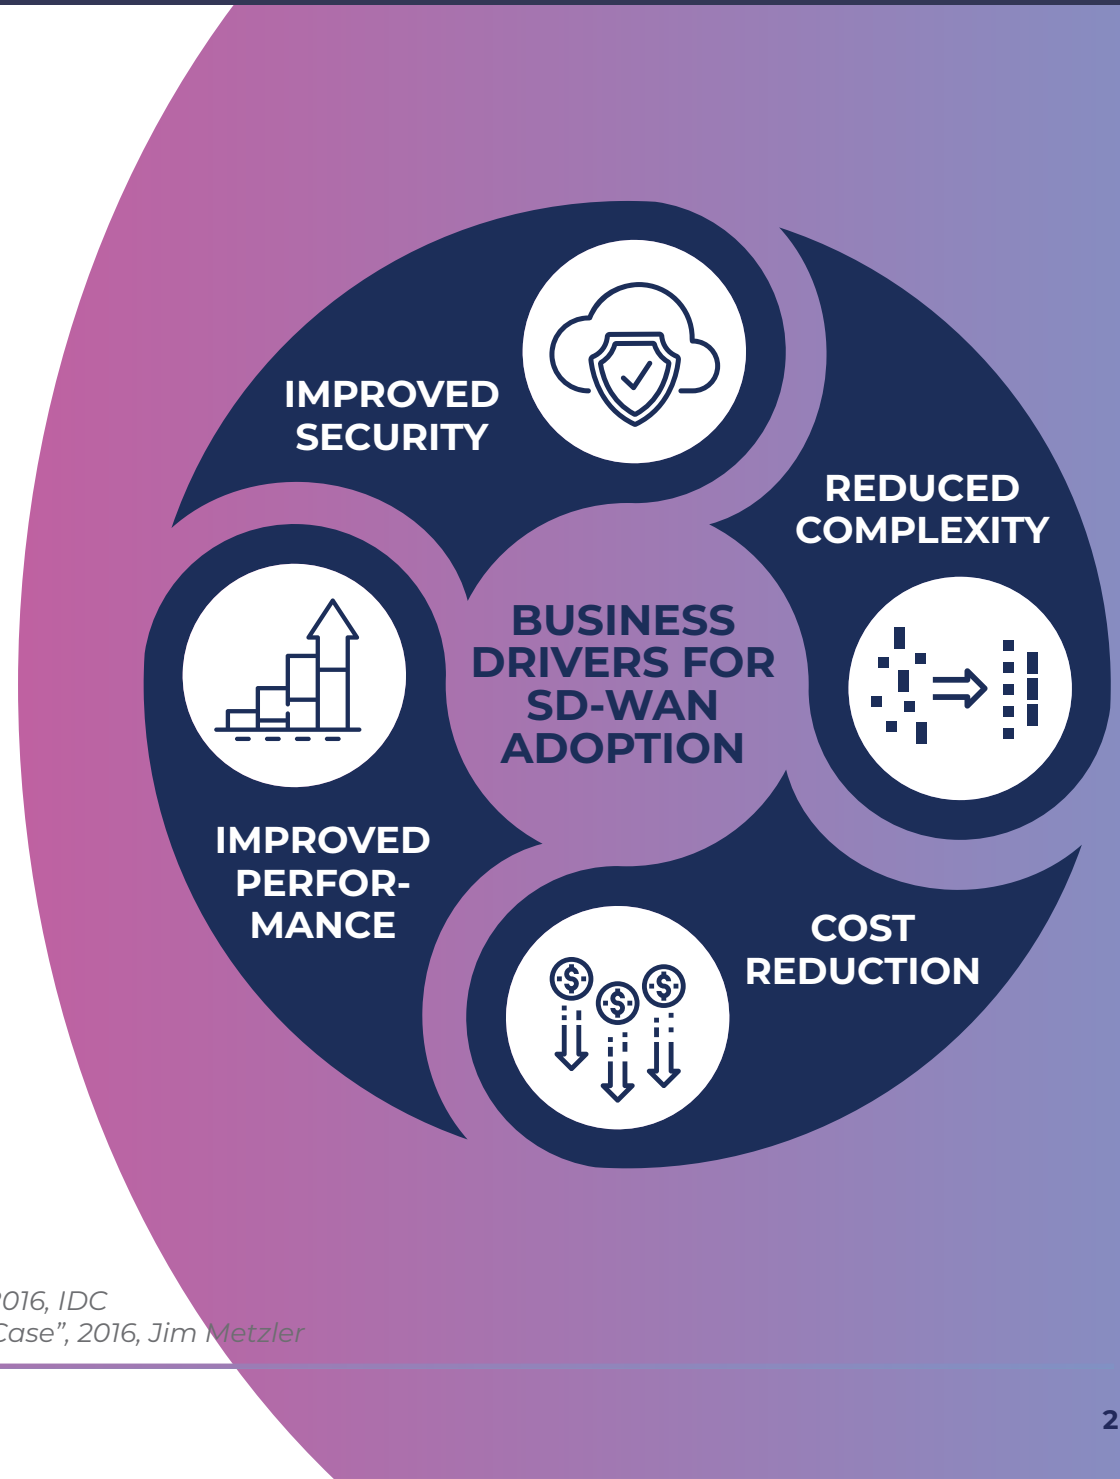 IMPROVED
SECURITY
REDUCED
COMPLEXITY
BUSINESS
DRIVERS FOR
SD-WAN
ADOPTION
IMPROVED
PERFOR-
MANCE
COST
REDUCTION
2016, IDC
Case”, 2016, Jim Metzler
2